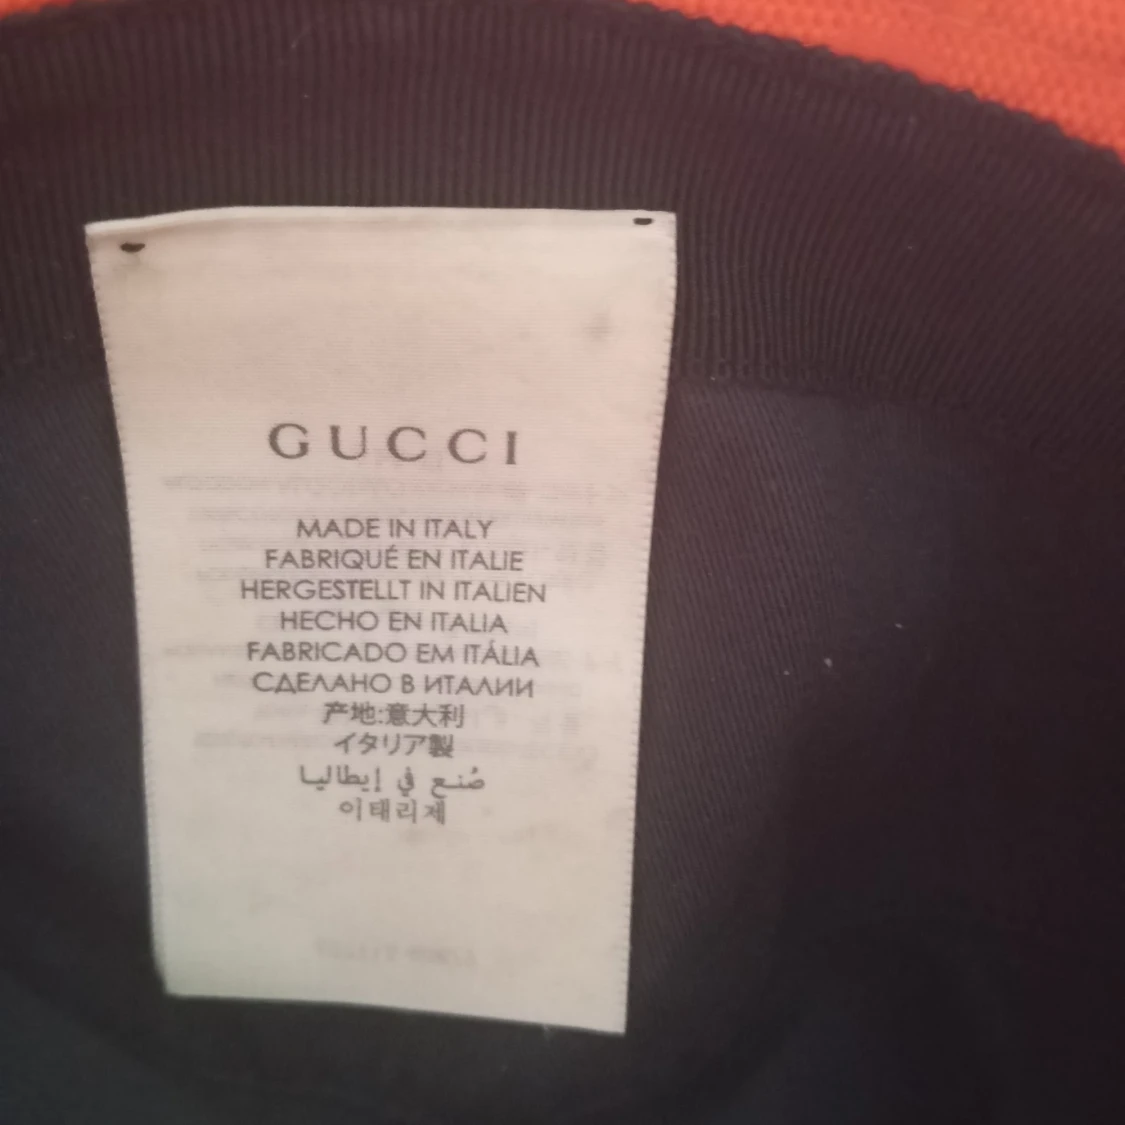 GUCCI
MADE IN ITALY
FABRIQUÉ EN ITALIE
HERGESTELLT IN ITALIEN
HECHO EN ITALIA
FABRICADO EM ITÁLIA
СДЕЛАНО В ИТАЛИИ
产地:意大利
イタリア製
صُنع في إيطاليا
이태리제